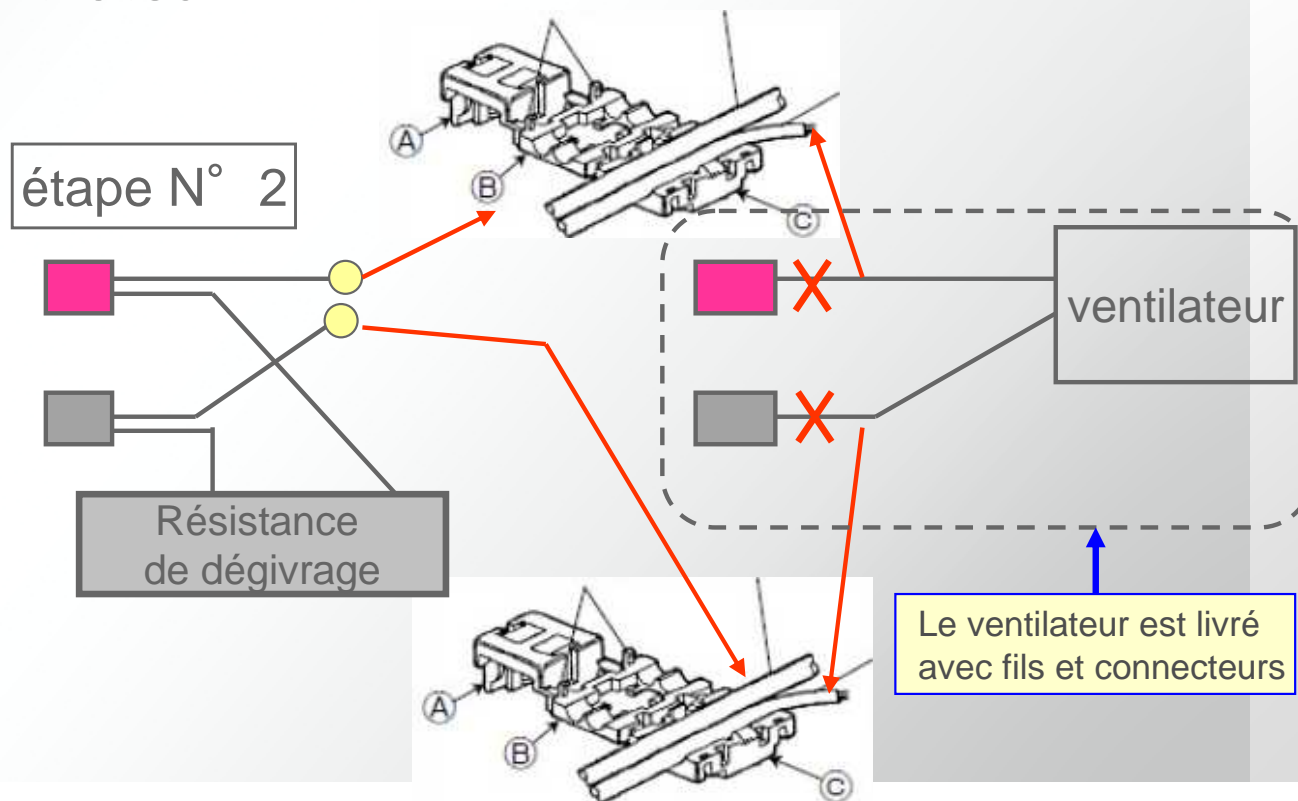 A
étape N° 2
B
C
ventilateur
Résistance
de dégivrage
Le ventilateur est livré
avec fils et connecteurs
A
B
C